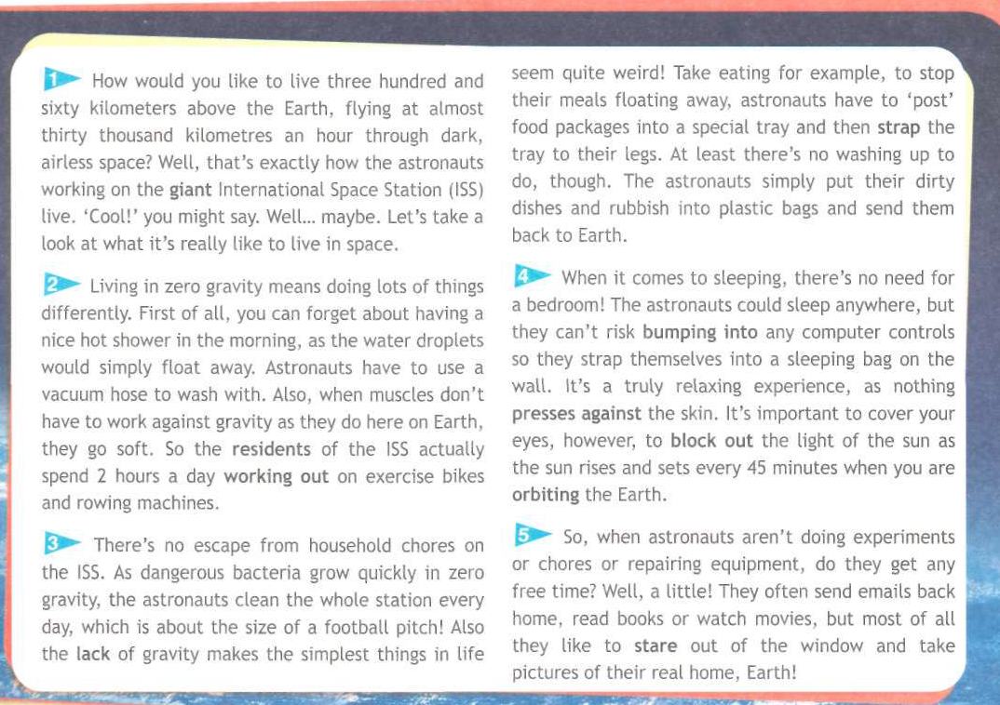 1 How would you like to live three hundred and
sixty kilometers above the Earth, flying at almost
thirty thousand kilometres an hour through dark,
airless space? Well, that's exactly how the astronauts
working on the giant International Space Station (ISS)
live. ‘Cool!’ you might say. Well... maybe. Let's take a
look at what it's really like to live in space.
2 Living in zero gravity means doing lots of things
differently. First of all, you can forget about having a
nice hot shower in the morning, as the water droplets
would simply float away. Astronauts have to use a
vacuum hose to wash with. Also, when muscles don't
have to work against gravity as they do here on Earth,
they go soft. So the residents of the ISS actually
spend 2 hours a day working out on exercise bikes
and rowing machines.
3 There's no escape from household chores on
the ISS. As dangerous bacteria grow quickly in zero
gravity, the astronauts clean the whole station every
day, which is about the size of a football pitch! Also
the lack of gravity makes the simplest things in life
seem quite weird! Take eating for example, to stop
their meals floating away, astronauts have to ‘post’
food packages into a special tray and then strap the
tray to their legs. At least there's no washing up to
do, though. The astronauts simply put their dirty
dishes and rubbish into plastic bags and send them
back to Earth.
4 When it comes to sleeping, there's no need for
a bedroom! The astronauts could sleep anywhere, but
they can't risk bumping into any computer controls
so they strap themselves into a sleeping bag on the
wall. It's a truly relaxing experience, as nothing
presses against the skin. It's important to cover your
eyes, however, to block out the light of the sun as
the sun rises and sets every 45 minutes when you are
orbiting the Earth.
5 So, when astronauts aren't doing experiments
or chores or repairing equipment, do they get any
free time? Well, a little! They often send emails back
home, read books or watch movies, but most of all
they like to stare out of the window and take
pictures of their real home, Earth!